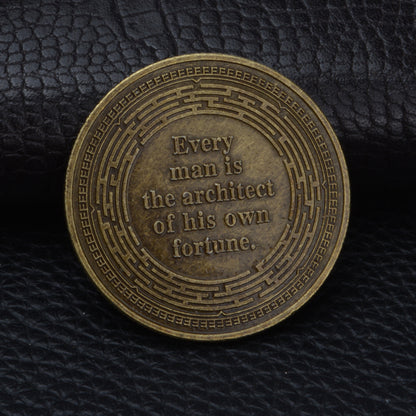 Every
man is
the architect
of his own
fortune.